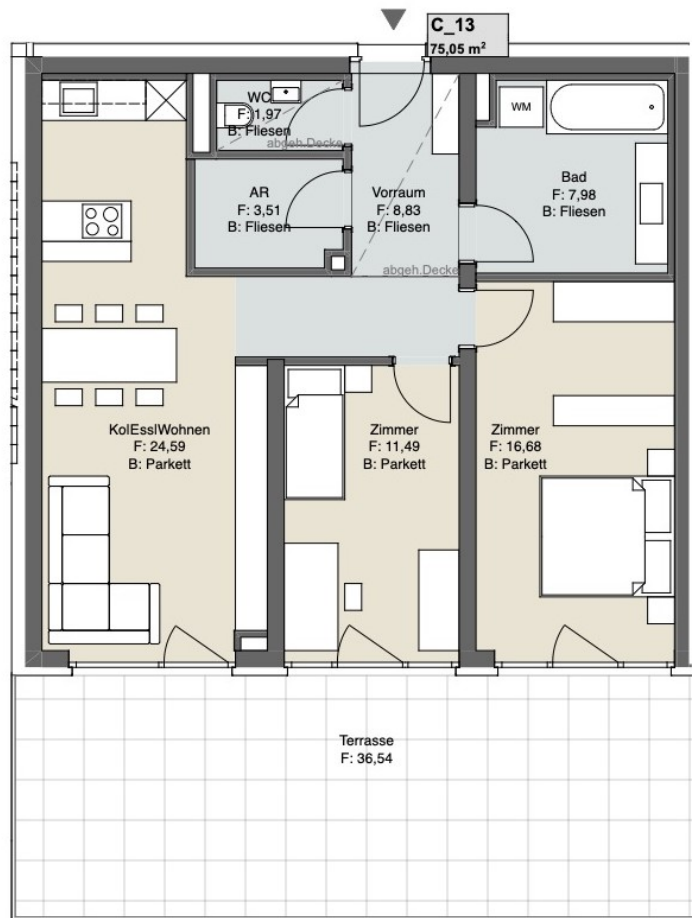 C_13
75,05 m²
WC
F: 1,97
B: Fliesen
abgeh.Decke
WM
AR
F: 3,51
B: Fliesen
Vorraum
F: 8,83
B: Fliesen
Bad
F: 7,98
B: Fliesen
abgeh.Decke
KolEsslWohnen
F: 24,59
B: Parkett
Zimmer
F: 11,49
B: Parkett
Zimmer
F: 16,68
B: Parkett
Terrasse
F: 36,54